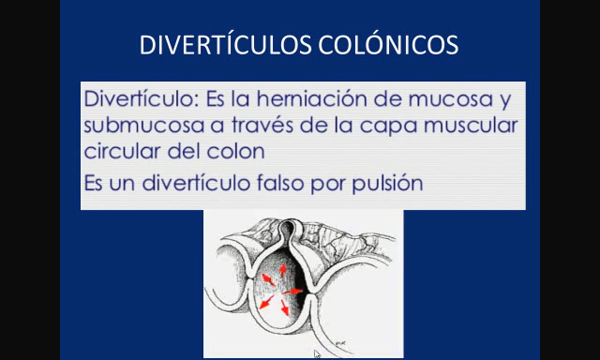 DIVERTÍCULOS COLÓNICOS
Divertículo: Es la herniación de mucosa y
submucosa a través de la capa muscular
circular del colon
Es un divertículo falso por pulsión